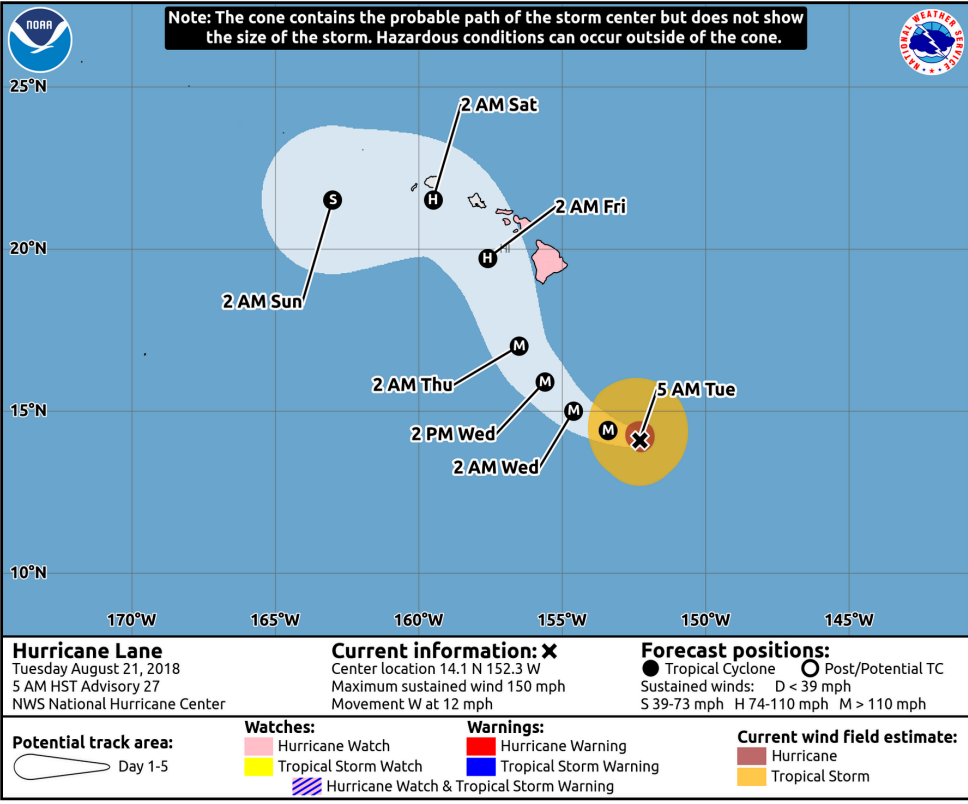 Note: The cone contains the probable path of the storm center but does not show
the size of the storm. Hazardous conditions can occur outside of the cone.
NOAA
NATIONAL WEATHER SERVICE
25°N
2 AM Sat
S
H
2 AM Fri
20°N
HI
H
2 AM Sun
M
2 AM Thu
M
5 AM Tue
15°N
M
2 PM Wed
M
2 AM Wed
10°N
170°W 165°W 160°W 155°W 150°W 145°W
Hurricane Lane
Tuesday August 21, 2018
5 AM HST Advisory 27
NWS National Hurricane Center
Current information: ✖
Center location 14.1 N 152.3 W
Maximum sustained wind 150 mph
Movement W at 12 mph
Forecast positions:
Tropical Cyclone Post/Potential TC
Sustained winds: D < 39 mph
S 39-73 mph H 74-110 mph M > 110 mph
Potential track area:
Day 1-5
Watches:
Hurricane Watch
Tropical Storm Watch
Warnings:
Hurricane Warning
Tropical Storm Warning
Hurricane Watch & Tropical Storm Warning
Current wind field estimate:
Hurricane
Tropical Storm